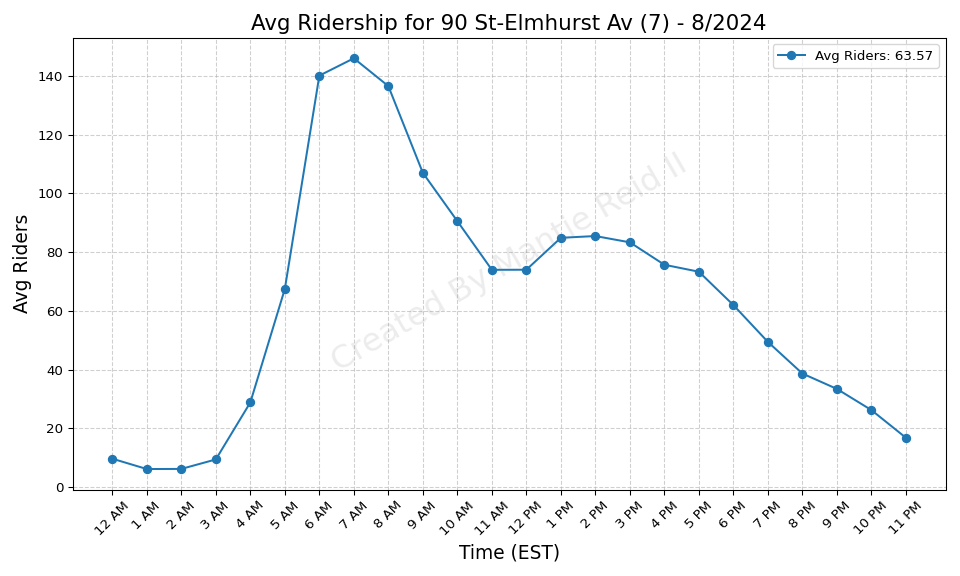 Avg Ridership for 90 St-Elmhurst Av (7) - 8/2024
Avg Riders: 63.57
140
120
100
80
60
40
20
0
Avg Riders
Created By Mantie Reid II
12 AM
1 AM
2 AM
3 AM
4 AM
5 AM
6 AM
7 AM
8 AM
9 AM
10 AM
11 AM
12 PM
1 PM
2 PM
3 PM
4 PM
5 PM
6 PM
7 PM
8 PM
9 PM
10 PM
11 PM
Time (EST)